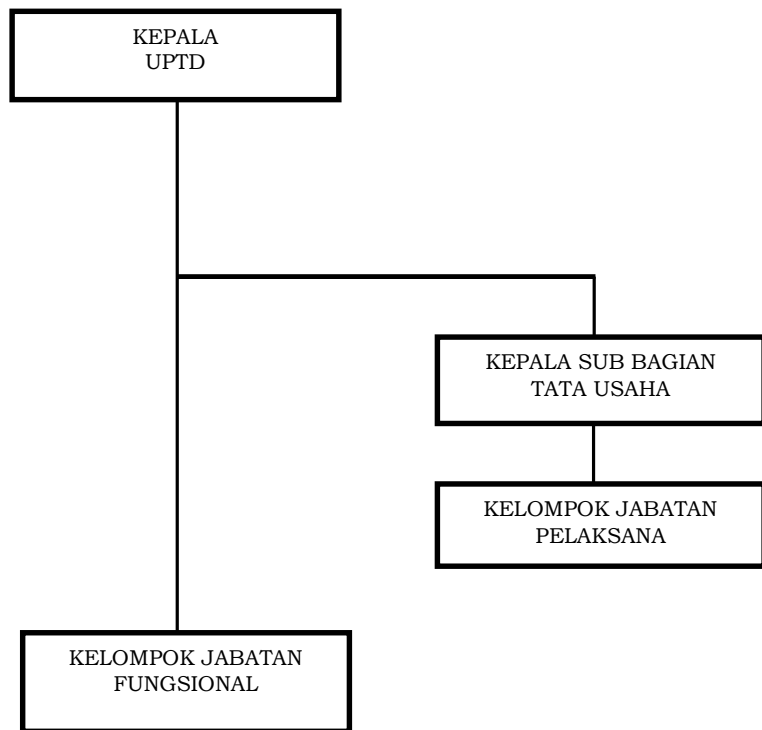 KEPALA
UPTD
KEPALA SUB BAGIAN
TATA USAHA
KELOMPOK JABATAN
PELAKSANA
KELOMPOK JABATAN
FUNGSIONAL